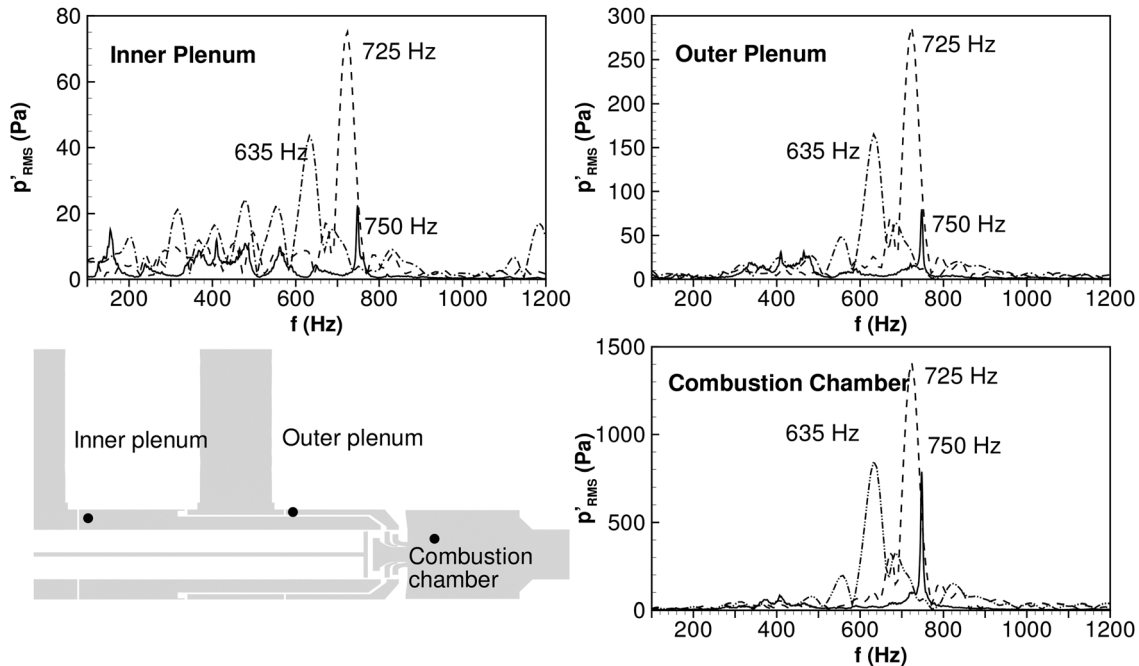 Inner Plenum
725 Hz
635 Hz
750 Hz
80
60
40
20
0
p'RMS (Pa)
200 400 600 800 1000 1200
f (Hz)
Outer Plenum
725 Hz
635 Hz
750 Hz
300
250
200
150
100
50
0
p'RMS (Pa)
200 400 600 800 1000 1200
f (Hz)
Inner plenum
Outer plenum
Combustion
chamber
Combustion Chamber
725 Hz
635 Hz
750 Hz
1500
1000
500
0
p'RMS (Pa)
200 400 600 800 1000 1200
f (Hz)